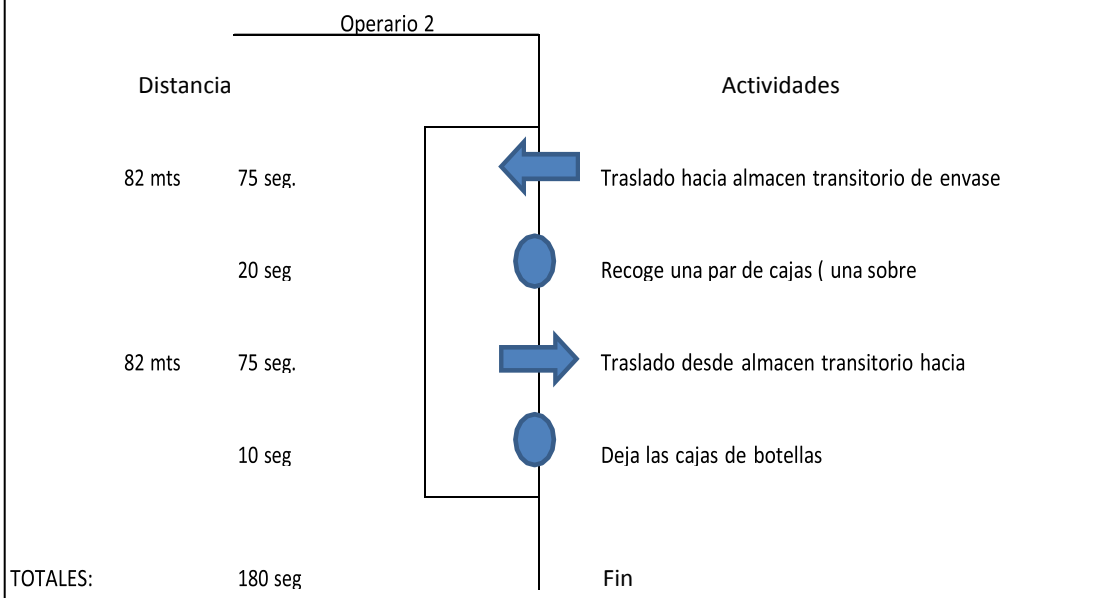 Operario 2
Distancia Actividades
82 mts 75 seg. Traslado hacia almacen transitorio de envase
20 seg Recoge una par de cajas ( una sobre
82 mts 75 seg. Traslado desde almacen transitorio hacia
10 seg Deja las cajas de botellas
TOTALES: 180 seg Fin